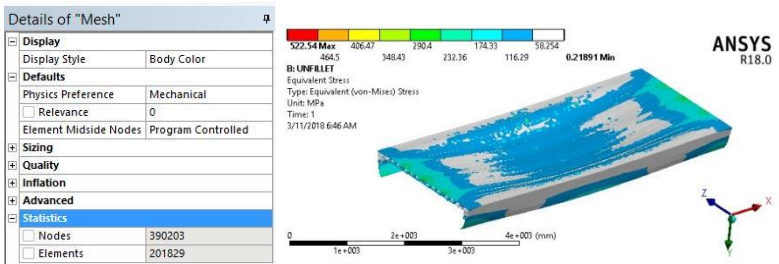 Details of "Mesh"
Display
Display Style Body Color
Defaults
Physics Preference Mechanical
Relevance 0
Element Midside Nodes Program Controlled
Sizing
Quality
Inflation
Advanced
Statistics
Nodes 390203
Elements 201829
522.54 Max 406.47 290.4 174.33 58.254
464.5 348.43 232.36 116.29 0.21891 Min
B: UNFILLET
Equivalent Stress
Type: Equivalent (von-Mises) Stress
Unit: MPa
Time: 1
3/11/2018 6:46 AM
ANSYS
R18.0
0 2e+003 4e+003 (mm)
1e+003 3e+003
Z X
Y